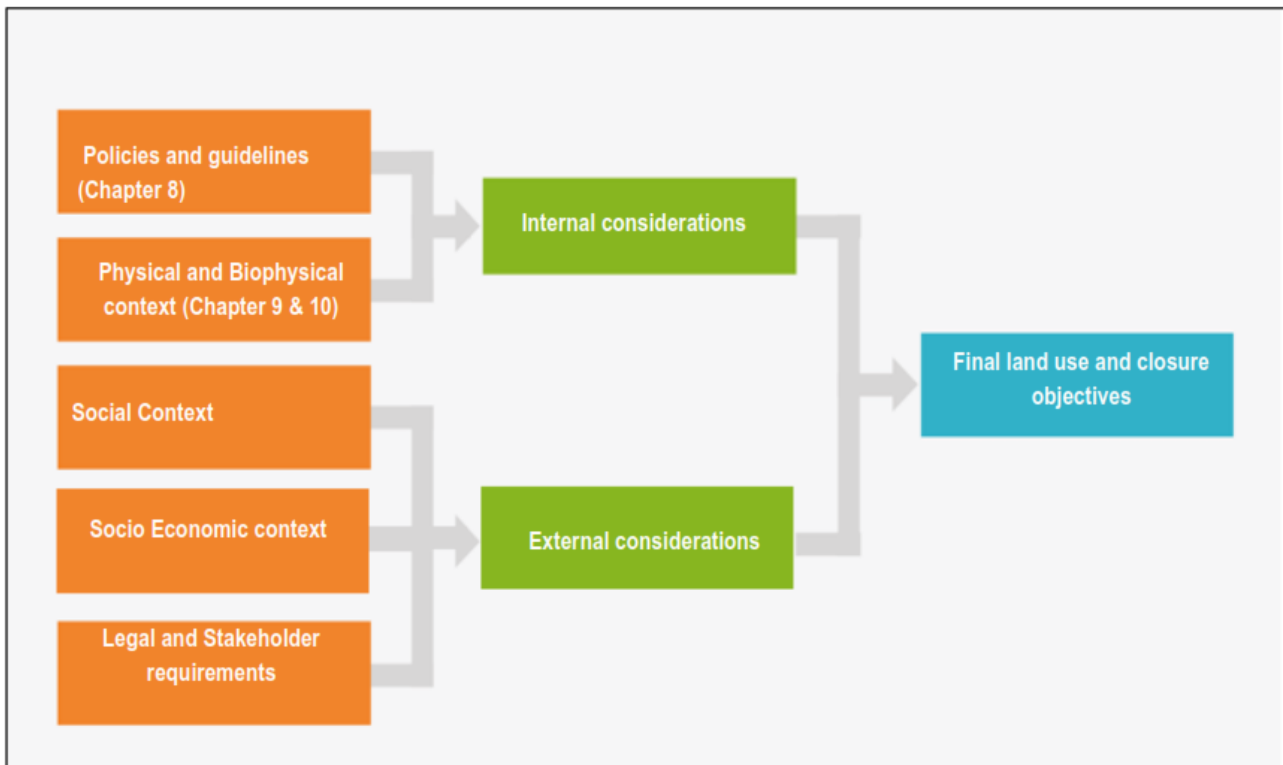 Policies and guidelines
(Chapter 8)
Physical and Biophysical
context (Chapter 9 & 10)
Social Context
Socio Economic context
Legal and Stakeholder
requirements
Internal considerations
External considerations
Final land use and closure
objectives